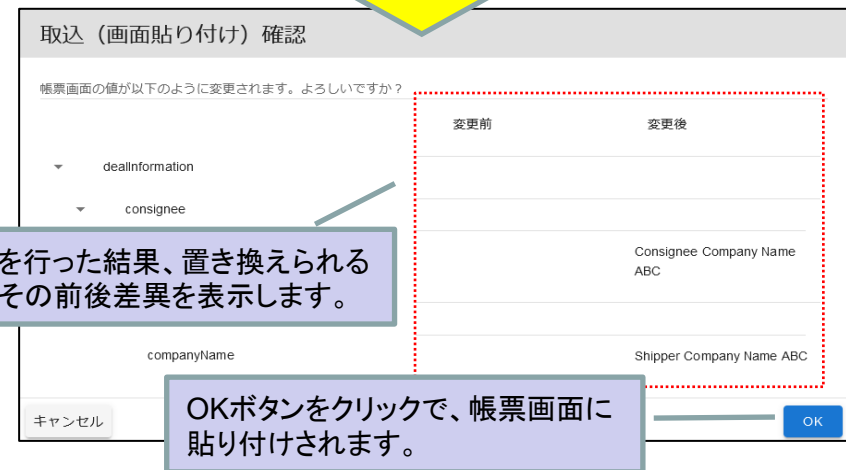 取込（画面貼り付け）確認
帳票画面の値が以下のように変更されます。よろしいですか？
変更前 変更後
dealInformation
consignee
を行った結果、置き換えられる
その前後差異を表示します。
Consignee Company Name
ABC
companyName Shipper Company Name ABC
OKボタンをクリックで、帳票画面に
貼り付けされます。
キャンセル OK